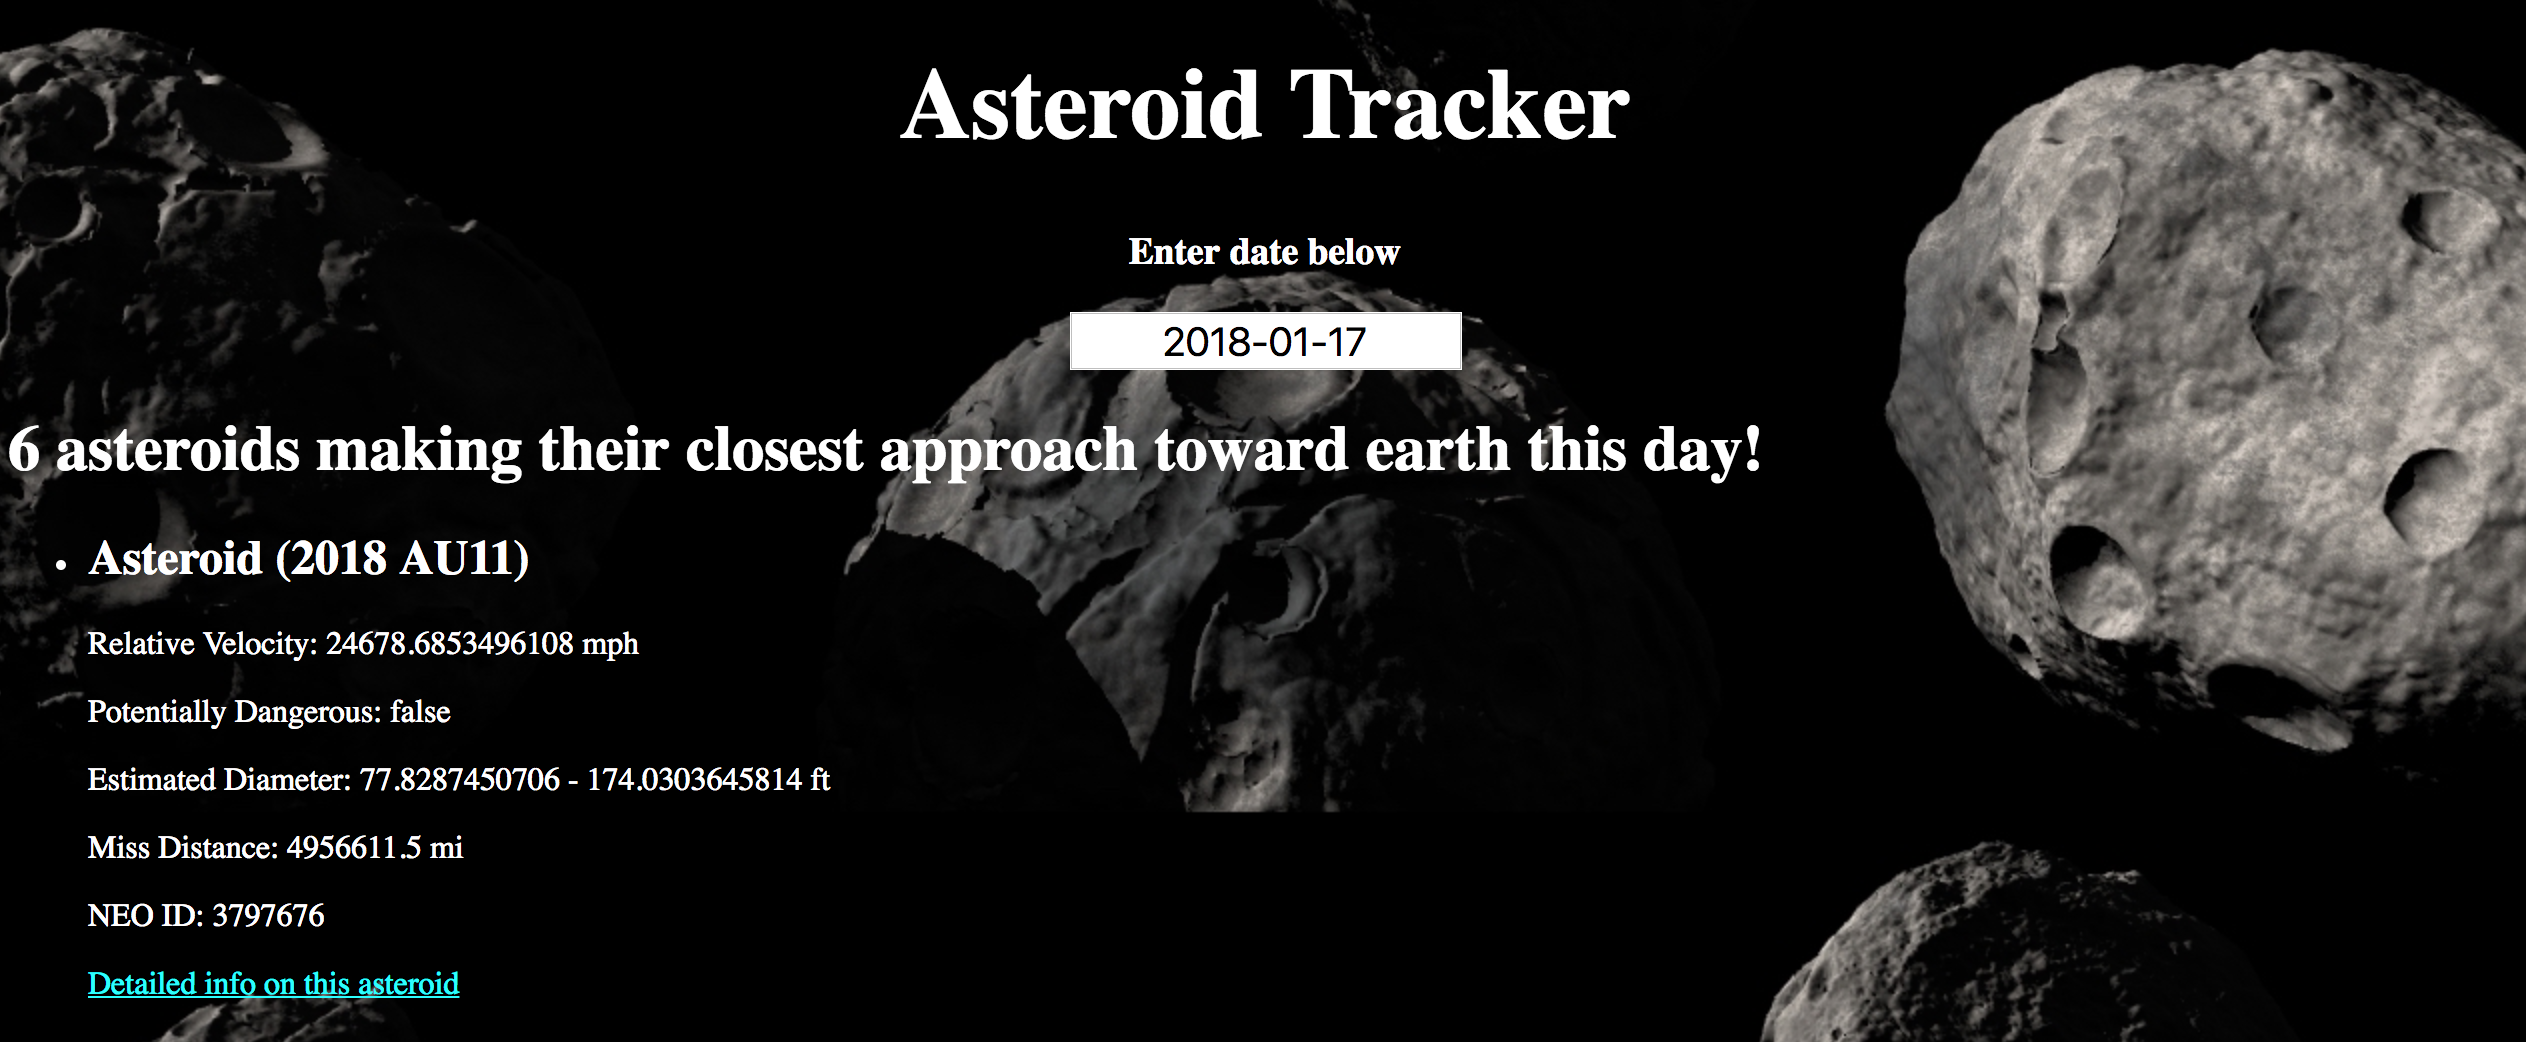 Asteroid Tracker
Enter date below
2018-01-17
6 asteroids making their closest approach toward earth this day!
• Asteroid (2018 AU11)
Relative Velocity: 24678.6853496108 mph
Potentially Dangerous: false
Estimated Diameter: 77.8287450706 - 174.0303645814 ft
Miss Distance: 4956611.5 mi
NEO ID: 3797676
Detailed info on this asteroid